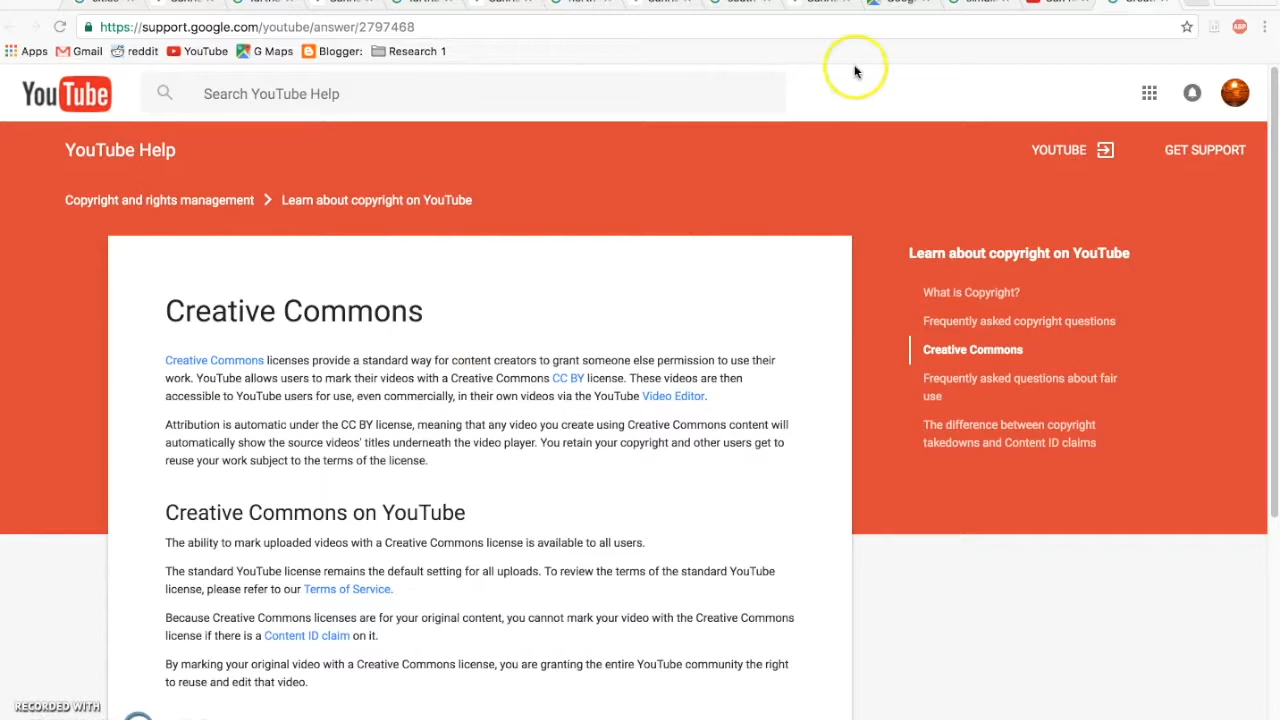 https://support.google.com/youtube/answer/2797468
Apps Gmail reddit YouTube G Maps Blogger: Research 1
YouTube Search YouTube Help
YouTube Help YOUTUBE GET SUPPORT
Copyright and rights management Learn about copyright on YouTube
Creative Commons
Creative Commons licenses provide a standard way for content creators to grant someone else permission to use their
work. YouTube allows users to mark their videos with a Creative Commons CC BY license. These videos are then
accessible to YouTube users for use, even commercially, in their own videos via the YouTube Video Editor.
Attribution is automatic under the CC BY license, meaning that any video you create using Creative Commons content will
automatically show the source videos' titles underneath the video player. You retain your copyright and other users get to
reuse your work subject to the terms of the license.
Creative Commons on YouTube
The ability to mark uploaded videos with a Creative Commons license is available to all users.
The standard YouTube license remains the default setting for all uploads. To review the terms of the standard YouTube
license, please refer to our Terms of Service.
Because Creative Commons licenses are for your original content, you cannot mark your video with the Creative Commons
license if there is a Content ID claim on it.
By marking your original video with a Creative Commons license, you are granting the entire YouTube community the right
to reuse and edit that video.
Learn about copyright on YouTube
What is Copyright?
Frequently asked copyright questions
Creative Commons
Frequently asked questions about fair
use
The difference between copyright
takedowns and Content ID claims
RECORDED WITH